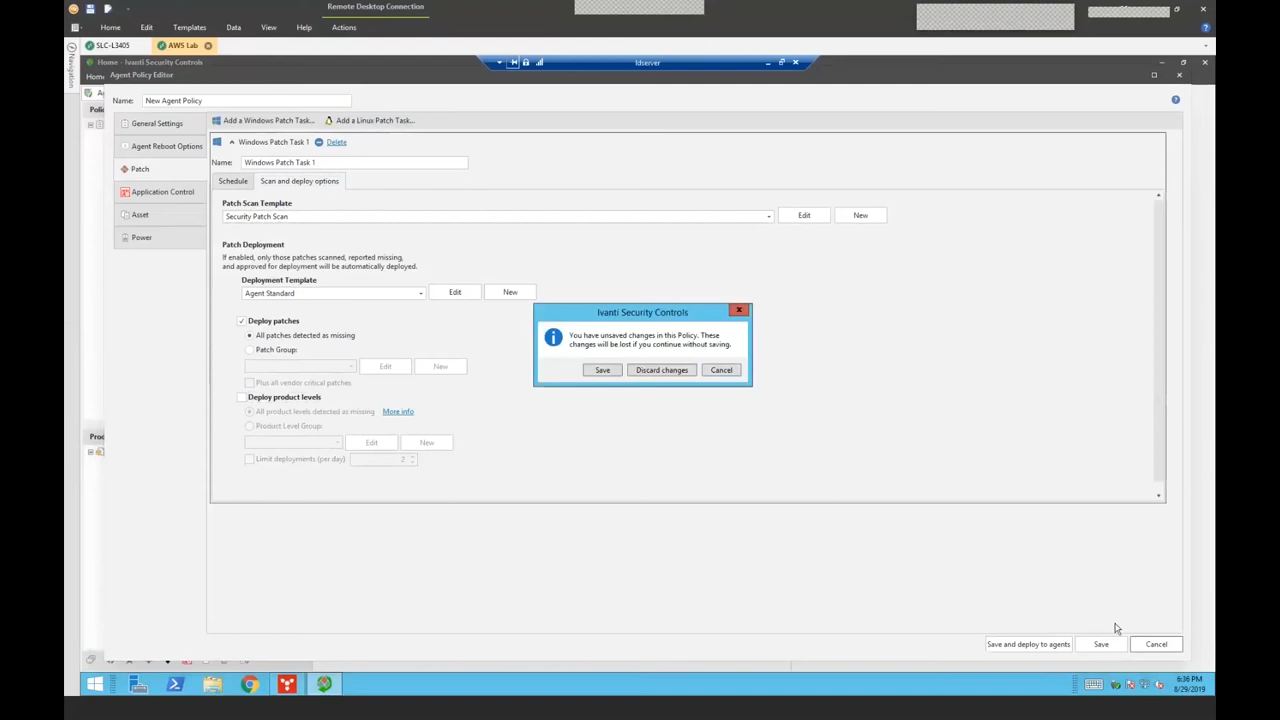 Remote Desktop Connection
Home Edit Templates Data View Help Actions
SLC-L3405 AWS Lab
Navigation
Home - Ivanti Security Controls
ldserver
Agent Policy Editor
Name: New Agent Policy
General Settings
Agent Reboot Options
Patch
Application Control
Asset
Power
Add a Windows Patch Task... Add a Linux Patch Task...
Windows Patch Task 1 Delete
Name: Windows Patch Task 1
Schedule Scan and deploy options
Patch Scan Template
Security Patch Scan Edit New
Patch Deployment
If enabled, only those patches scanned, reported missing,
and approved for deployment will be automatically deployed.
Deployment Template
Agent Standard Edit New
Deploy patches
All patches detected as missing
Patch Group:
Edit New
Plus all vendor critical patches
Deploy product levels
All product levels detected as missing More info
Product Level Group:
Edit New
Limit deployments (per day) 2
Ivanti Security Controls
You have unsaved changes in this Policy. These
changes will be lost if you continue without saving.
Save Discard changes Cancel
Save and deploy to agents Save Cancel
6:36 PM
8/29/2019